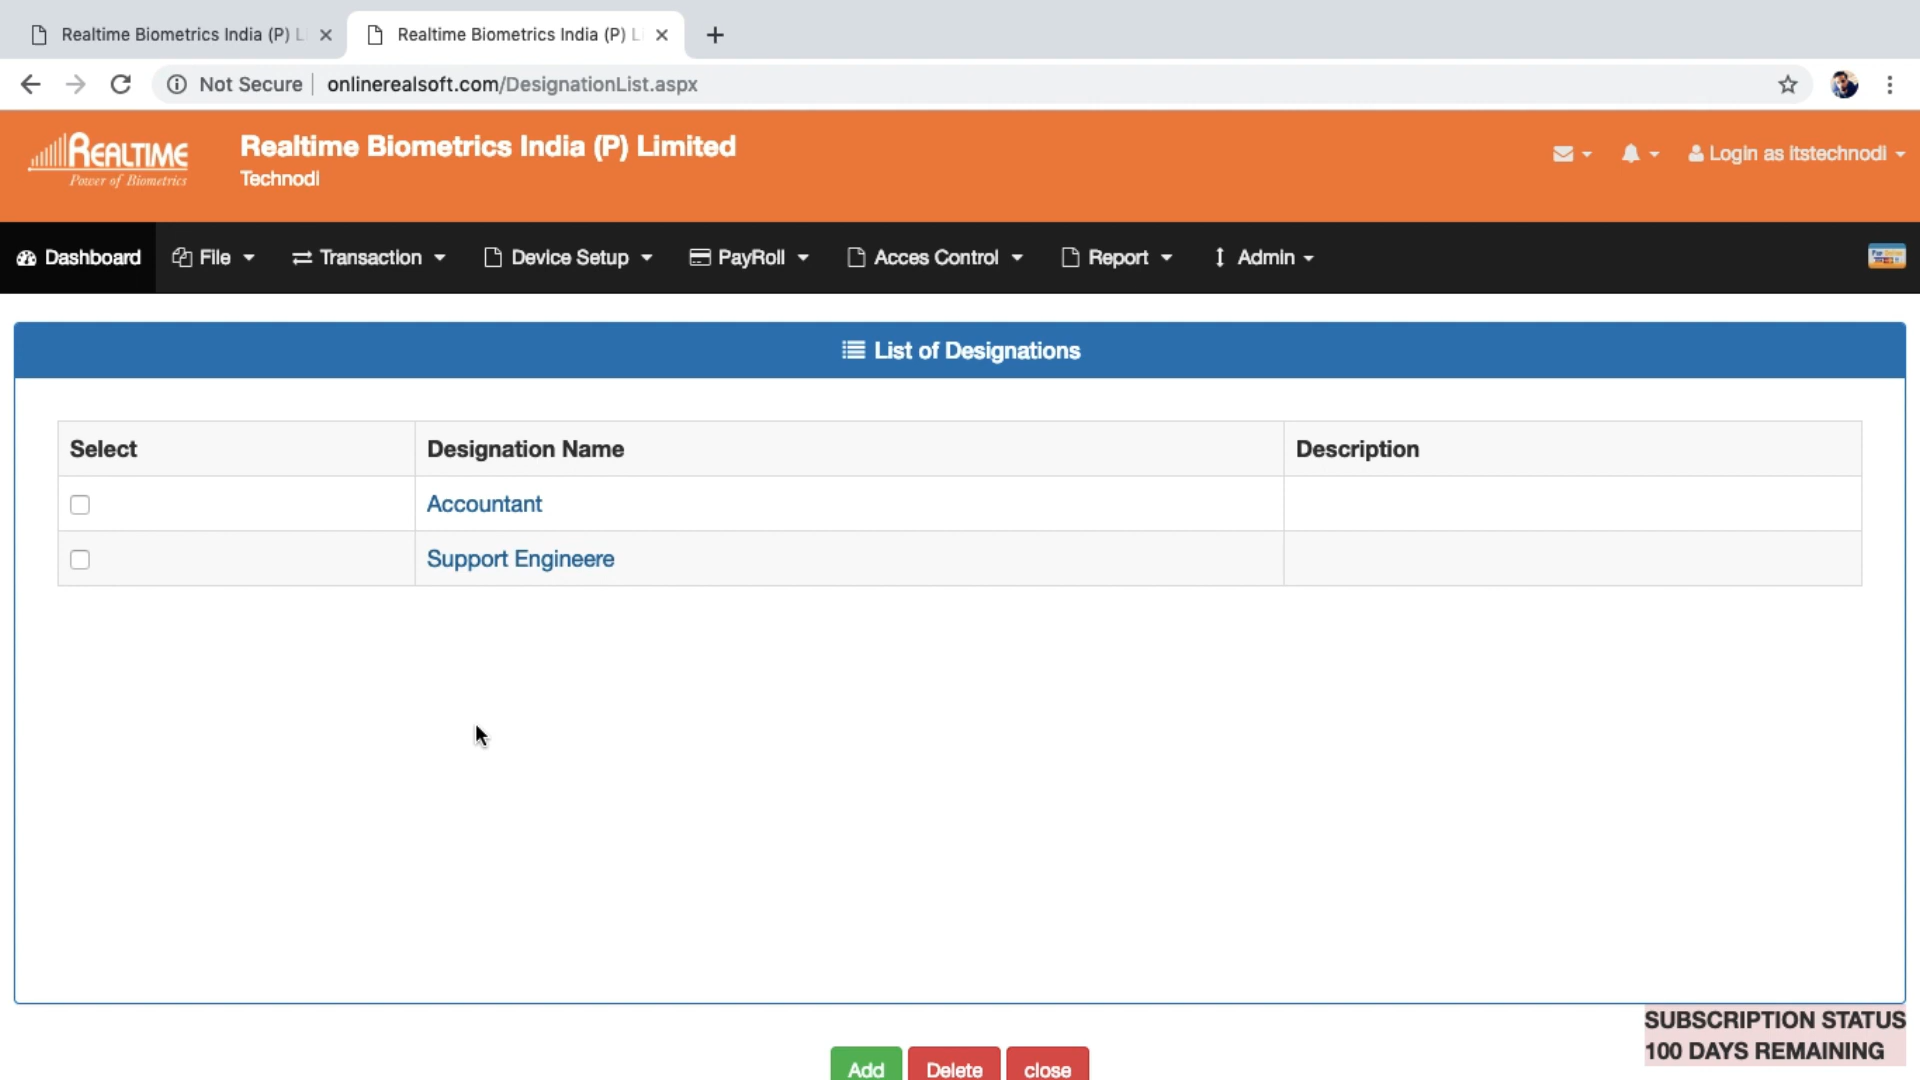 Realtime Biometrics India (P) L
Realtime Biometrics India (P) L
Not Secure
onlinerealsoft.com/DesignationList.aspx
REALTIME
Power of Biometrics
Realtime Biometrics India (P) Limited
Technodi
Login as itstechnodi
Dashboard
File
Transaction
Device Setup
PayRoll
Acces Control
Report
Admin
List of Designations
Select
Designation Name
Description
Accountant
Support Engineere
SUBSCRIPTION STATUS
100 DAYS REMAINING
Add
Delete
close